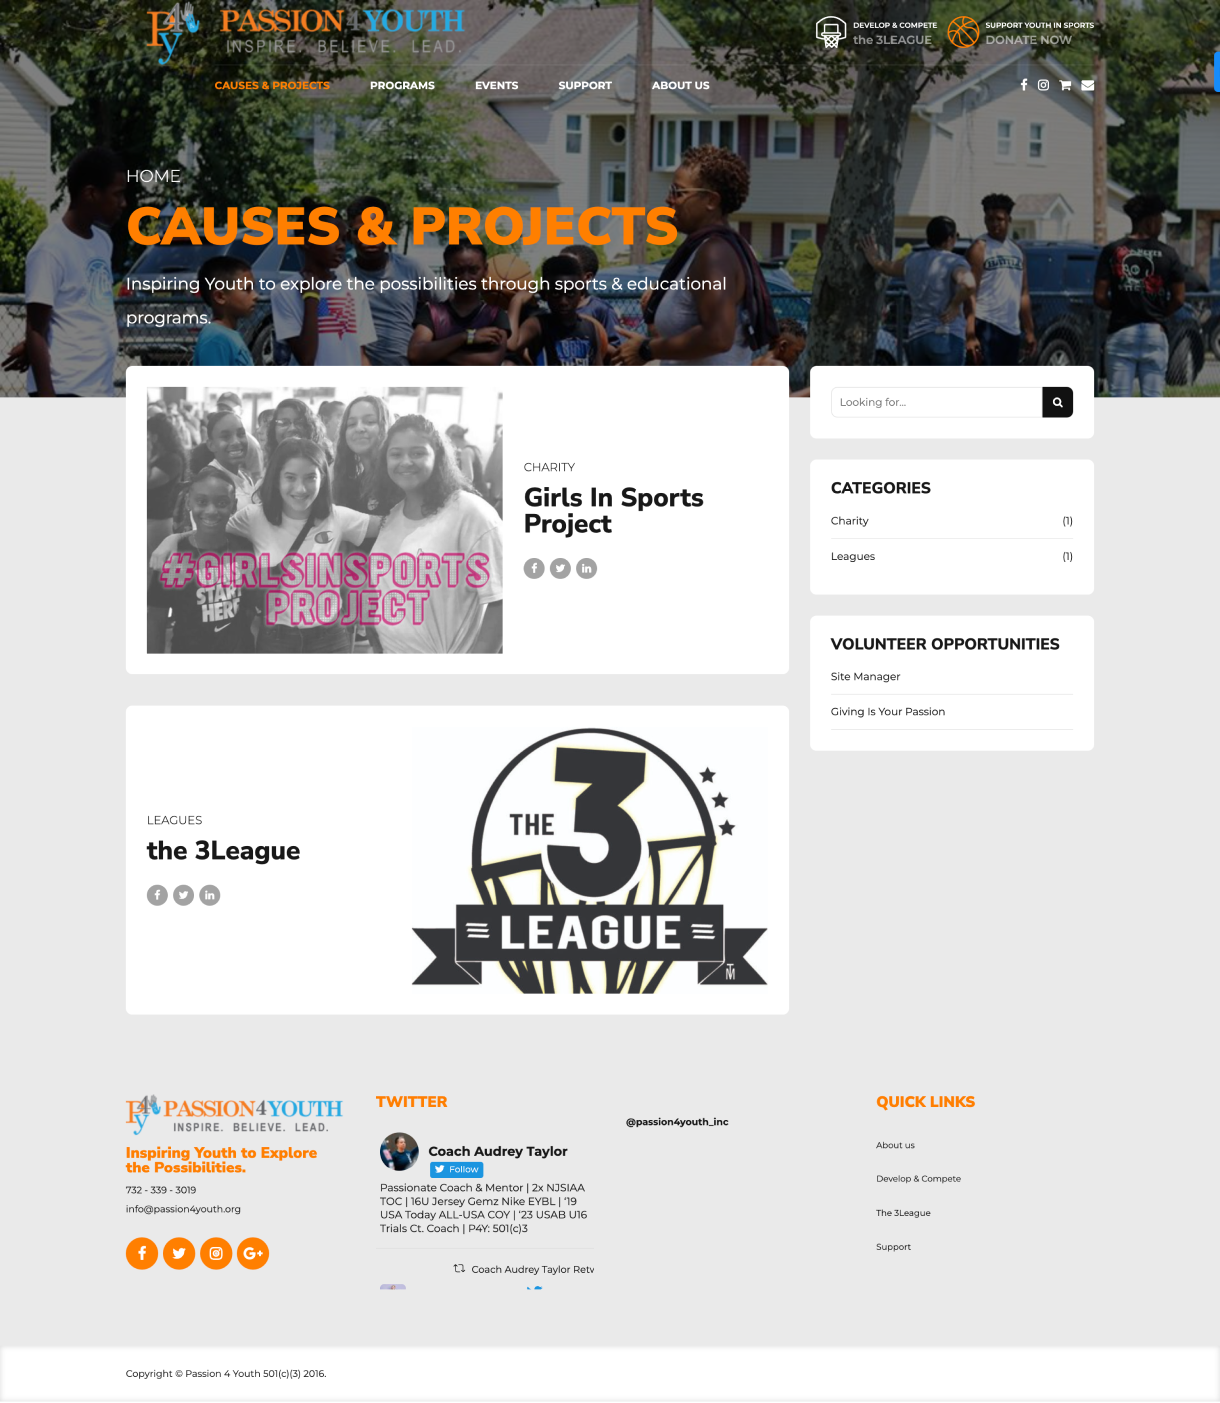 P4Y PASSION4YOUTH
INSPIRE. BELIEVE. LEAD.
DEVELOP & COMPETE
the 3LEAGUE
SUPPORT YOUTH IN SPORTS
DONATE NOW
CAUSES & PROJECTS
PROGRAMS
EVENTS
SUPPORT
ABOUT US
HOME
CAUSES & PROJECTS
Inspiring Youth to explore the possibilities through sports & educational
programs.
#GIRLSINSPORTS
PROJECT
START
HERE
CHARITY
Girls In Sports
Project
Looking for...
CATEGORIES
Charity (1)
Leagues (1)
VOLUNTEER OPPORTUNITIES
Site Manager
Giving Is Your Passion
LEAGUES
the 3League
THE 3
LEAGUE
TM
P4Y PASSION4YOUTH
INSPIRE. BELIEVE. LEAD.
Inspiring Youth to Explore
the Possibilities.
732 - 339 - 3019
info@passion4youth.org
TWITTER
Coach Audrey Taylor
Follow
Passionate Coach & Mentor | 2x NJSIAA
TOC | 16U Jersey Gemz Nike EYBL | '19
USA Today ALL-USA COY | '23 USAB U16
Trials Ct. Coach | P4Y: 501(c)3
Coach Audrey Taylor Retw
@passion4youth_inc
QUICK LINKS
About us
Develop & Compete
The 3League
Support
Copyright © Passion 4 Youth 501(c)(3) 2016.